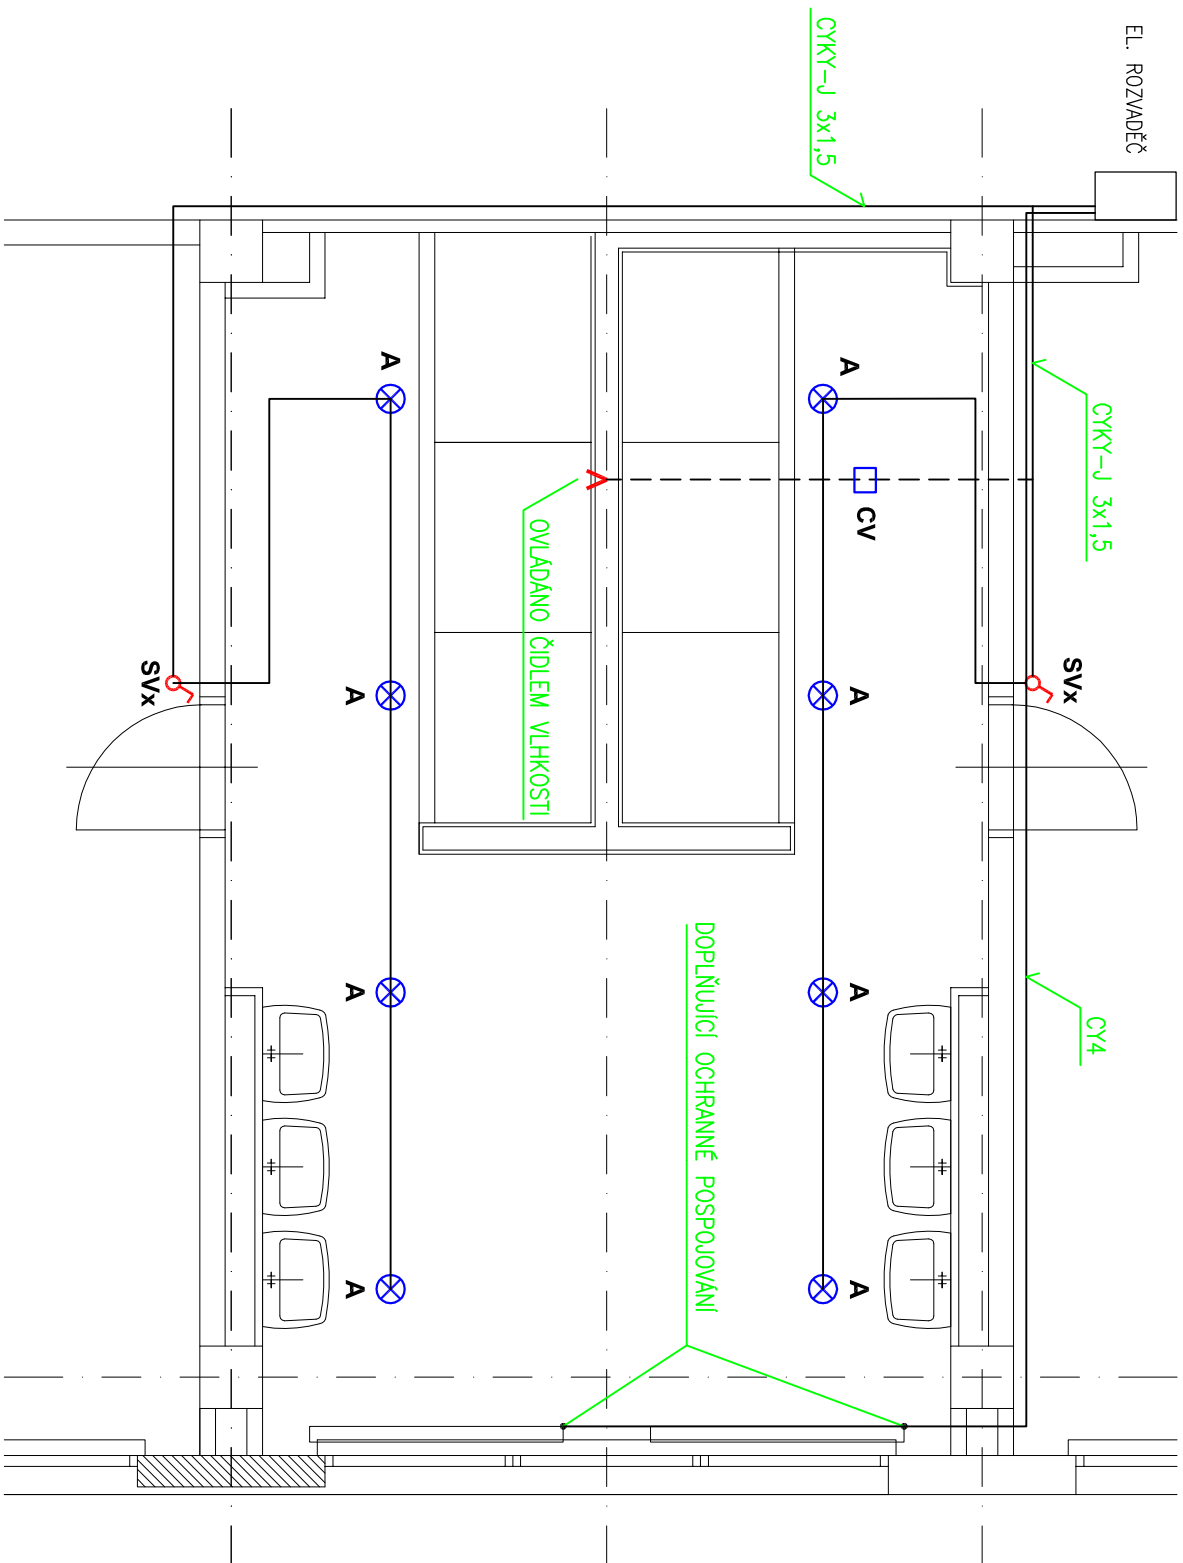 EL. ROZVADĚČ
CYKY-J 3x1,5
CYKY-J 3x1,5
CY4
SVx
A
A
A
A
CV
OVLÁDÁNO ČIDLEM VLHKOSTI
DOPLŇUJÍCÍ OCHRANNÉ POSPOJOVÁNÍ
A
A
A
A
SVx